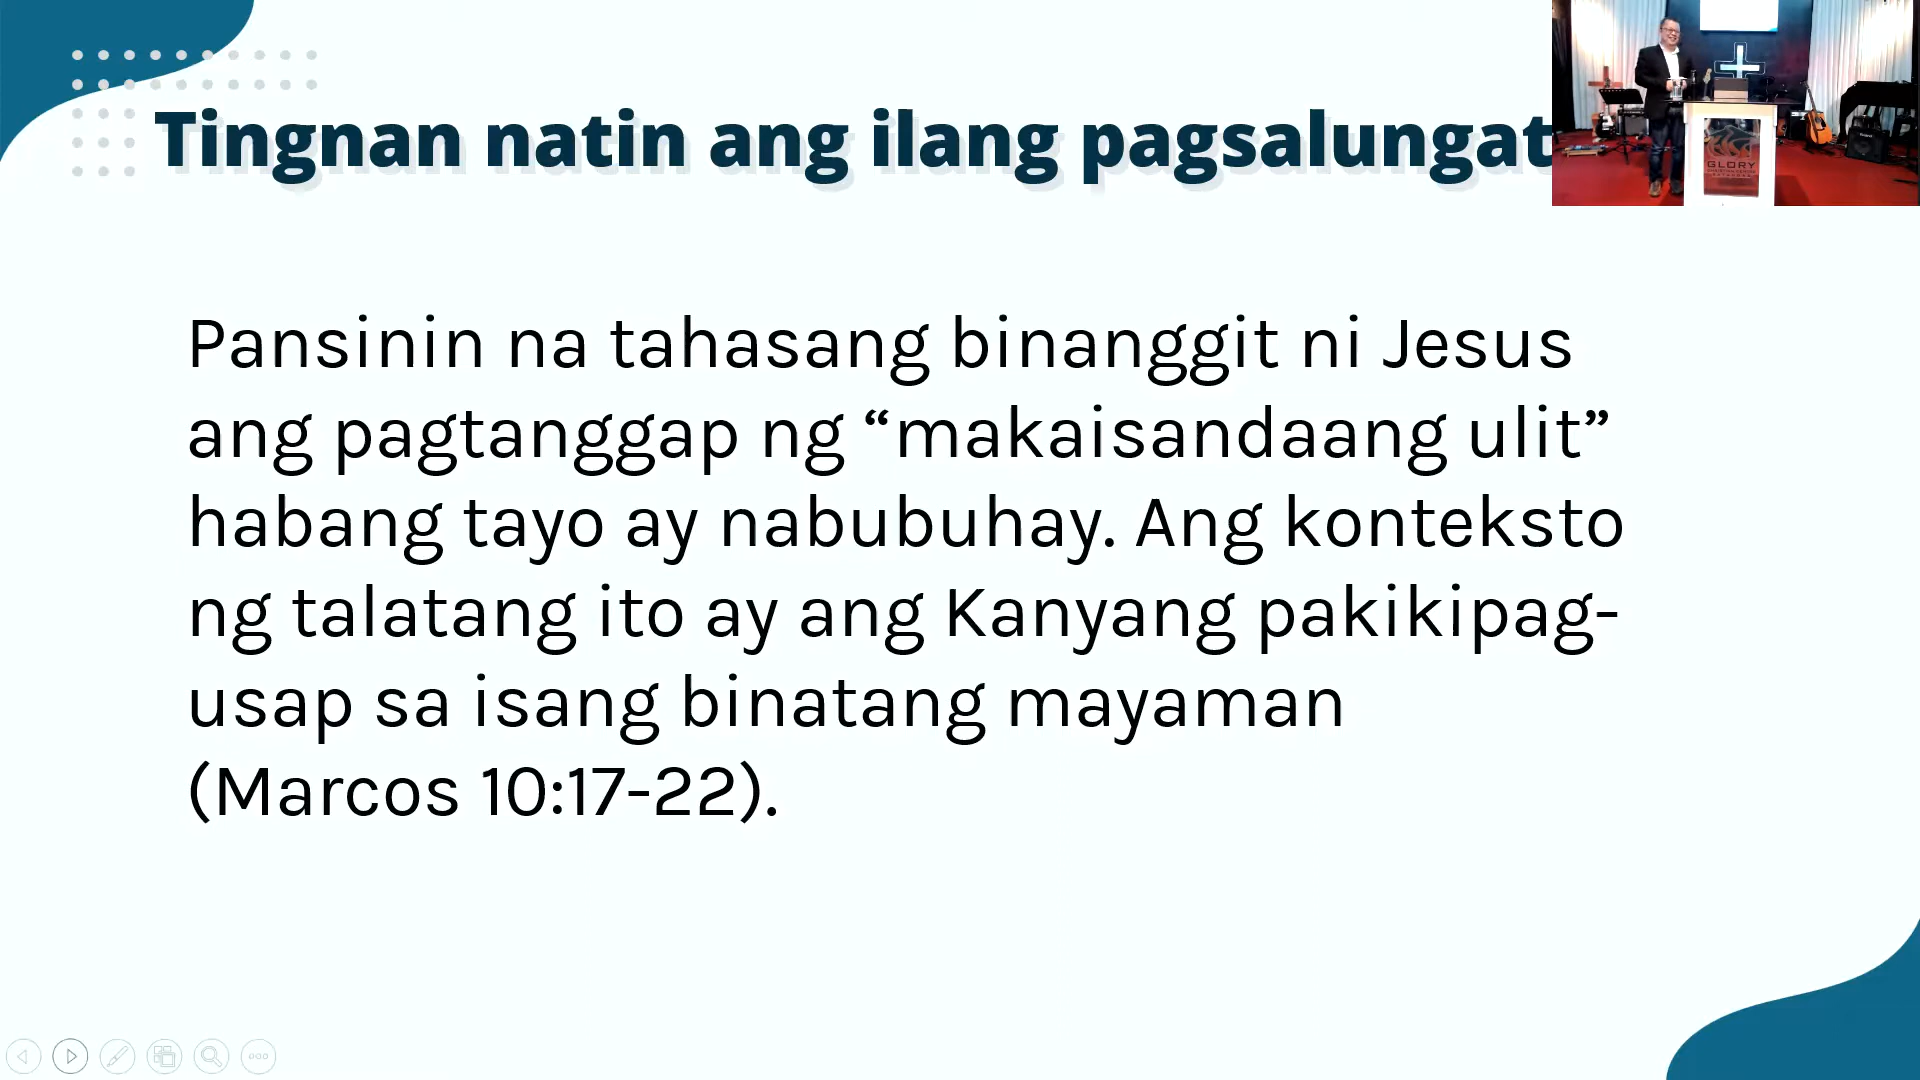 Tingnan natin ang ilang pagsalungat
Pansinin na tahasang binanggit ni Jesus
ang pagtanggap ng “makaisandaang ulit”
habang tayo ay nabubuhay. Ang konteksto
ng talatang ito ay ang Kanyang pakikipag-
usap sa isang binatang mayaman
(Marcos 10:17-22).
GLORY